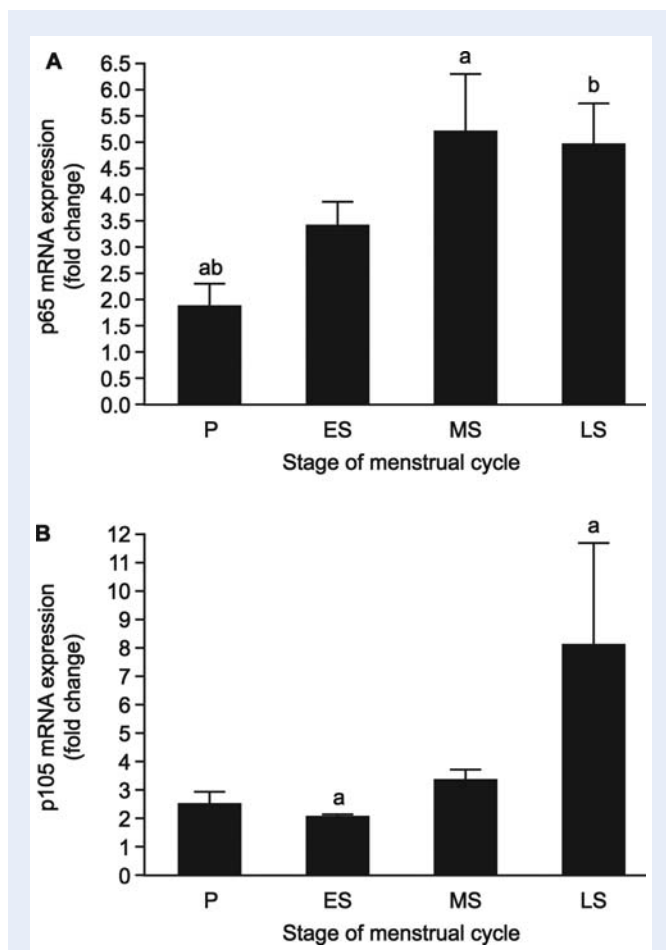 A
p65 mRNA expression
(fold change)
6.5
6.0
5.5
5.0
4.5
4.0
3.5
3.0
2.5
2.0
1.5
1.0
0.5
0.0
ab
a
b
P ES MS LS
Stage of menstrual cycle
B
p105 mRNA expression
(fold change)
12
11
10
9
8
7
6
5
4
3
2
1
0
a
a
P ES MS LS
Stage of menstrual cycle